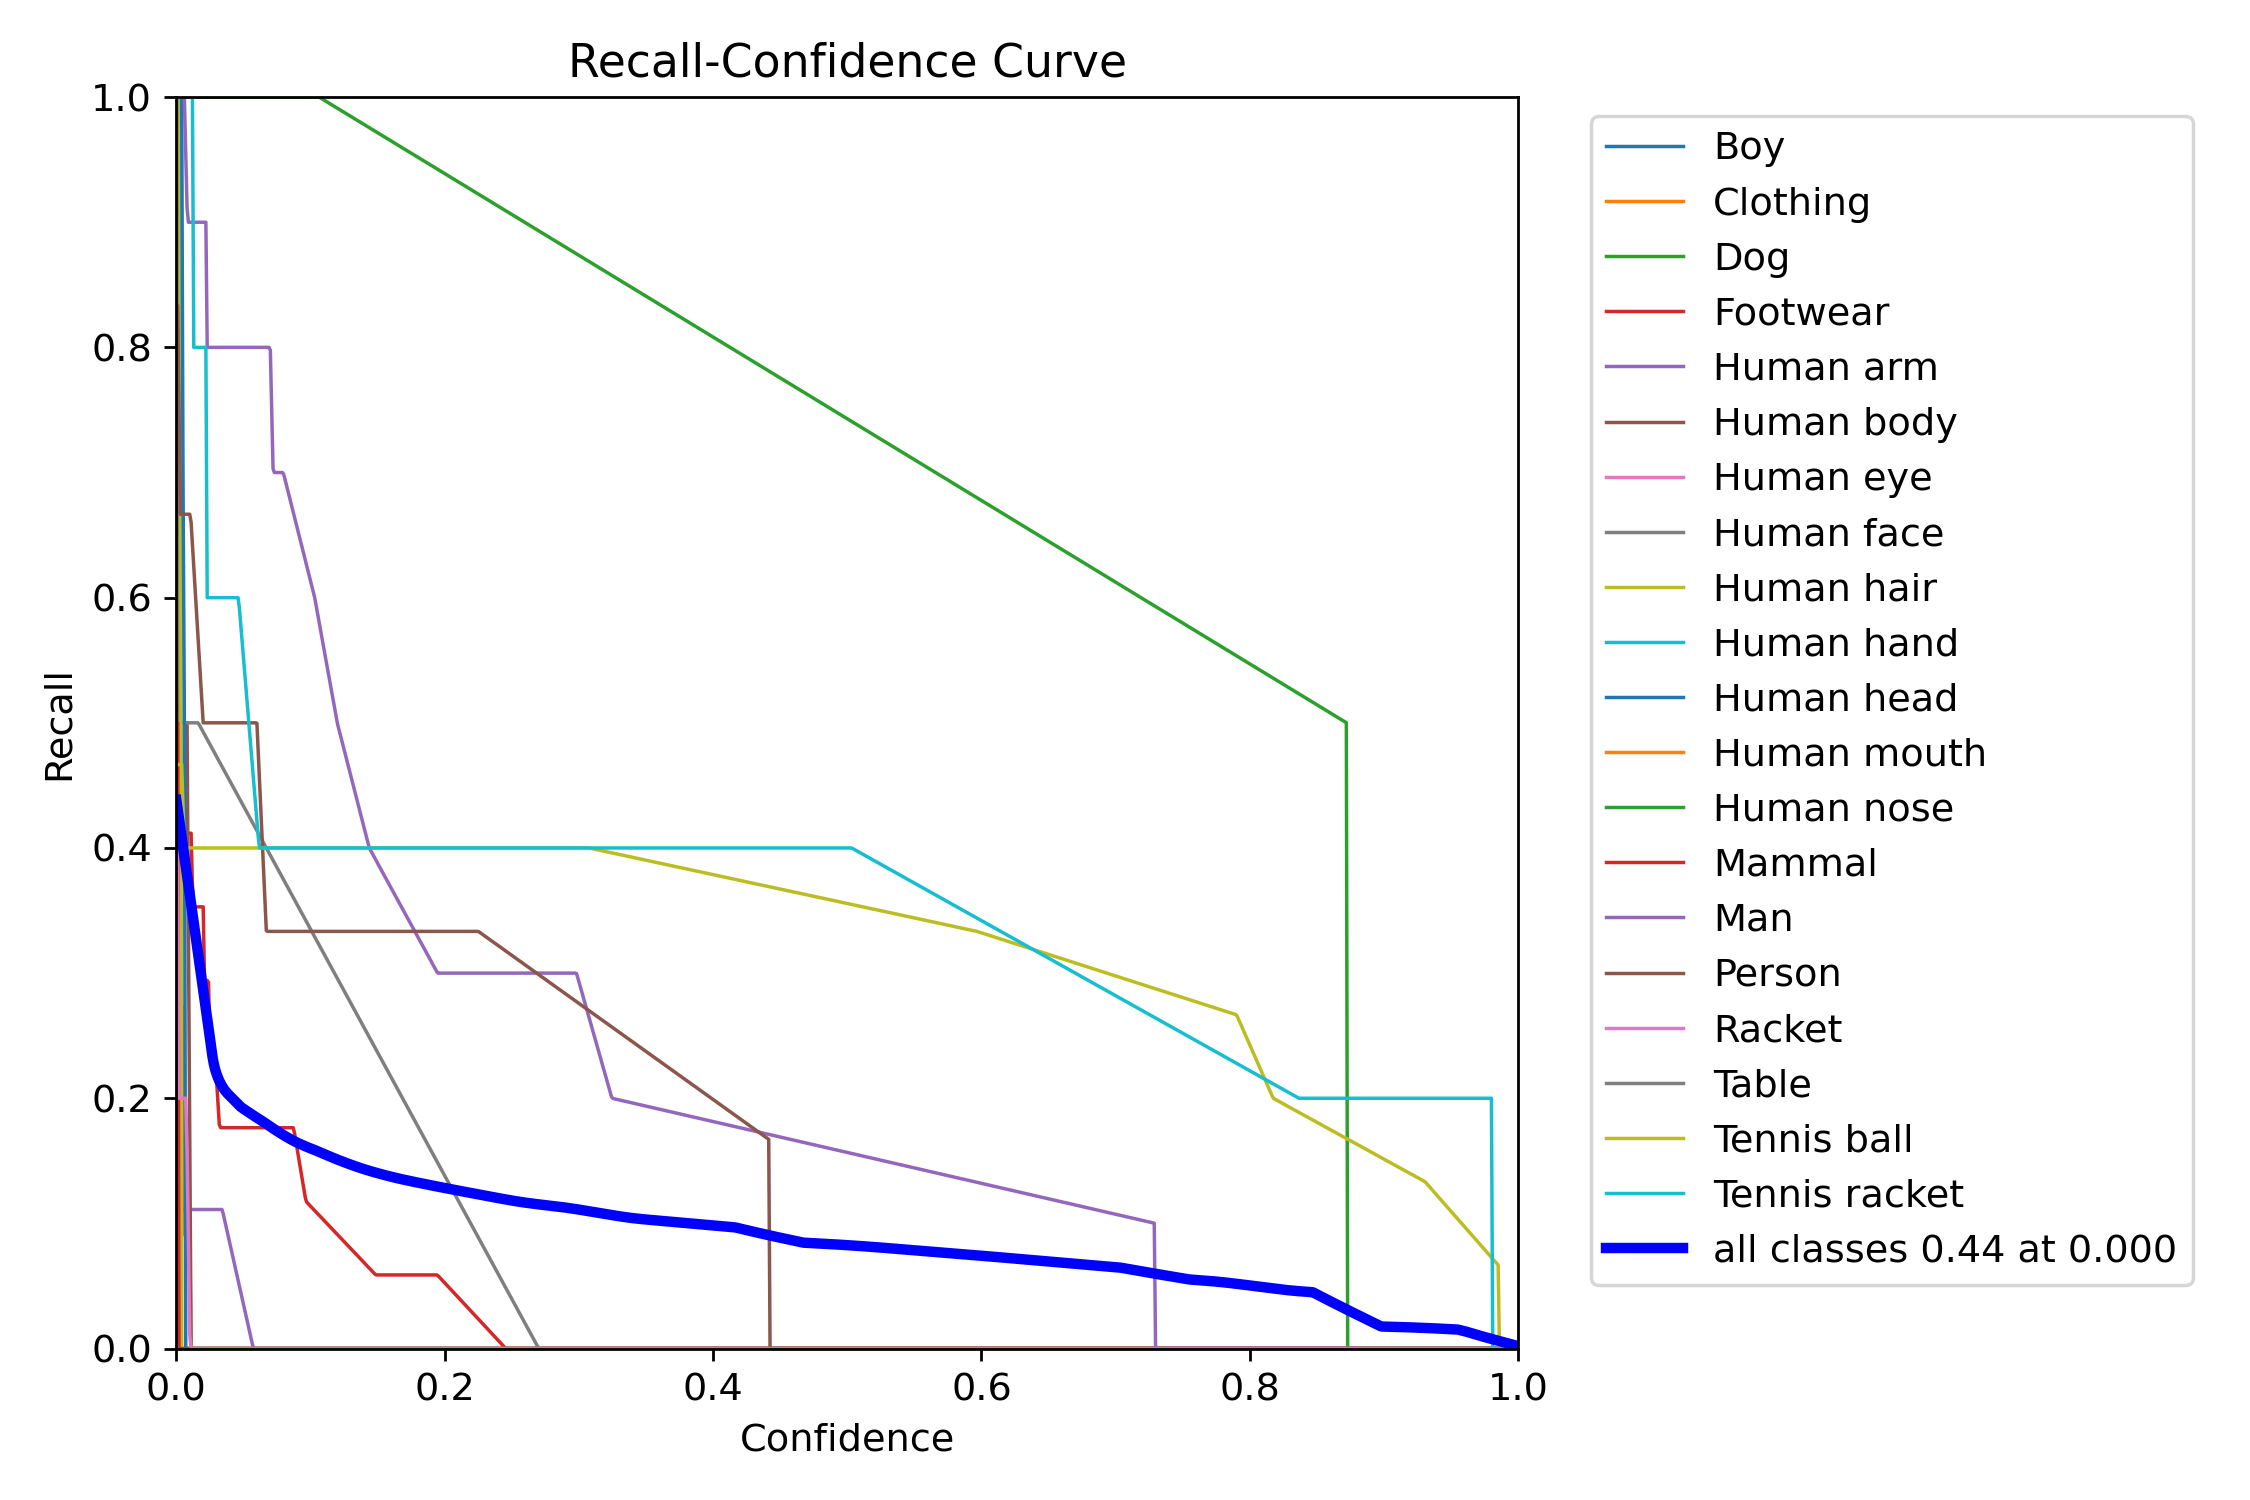 Recall-Confidence Curve
1.0
0.8
0.6
0.4
0.2
0.0
Recall
0.0
0.2
0.4
0.6
0.8
1.0
Confidence
Boy
Clothing
Dog
Footwear
Human arm
Human body
Human eye
Human face
Human hair
Human hand
Human head
Human mouth
Human nose
Mammal
Man
Person
Racket
Table
Tennis ball
Tennis racket
all classes 0.44 at 0.000